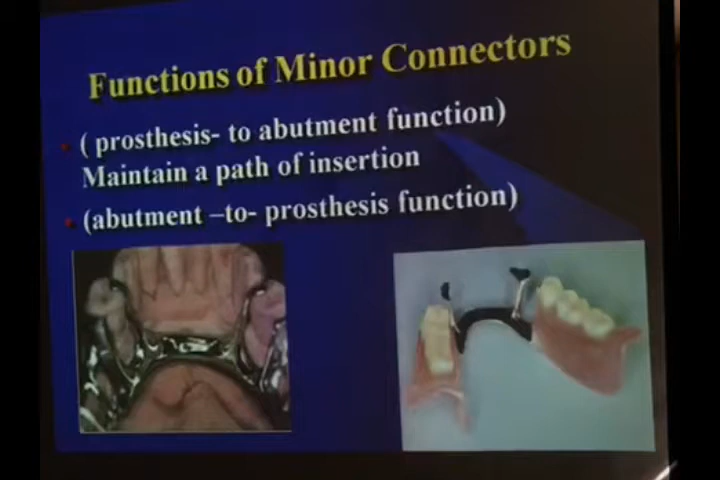 Functions of Minor Connectors
( prosthesis- to abutment function)
Maintain a path of insertion
(abutment –to- prosthesis function)